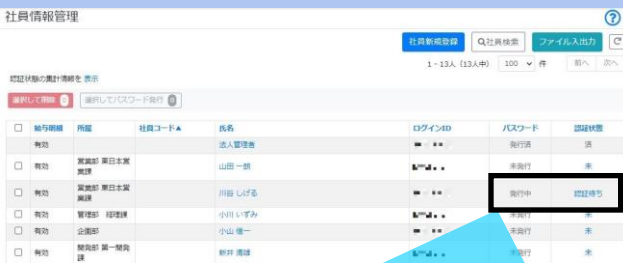 社員情報管理
?
社員新規登録 社員検索 ファイル入出力
1 - 13人 (13人中) 100 件 前へ 次へ
認証状態の集計情報を 表示
選択して削除 0 選択してパスワード発行 0
給与明細 所属 社員コード▲ 氏名 ログインID パスワード 認証状態
有効 法人管理者 発行済 済
有効 営業部 東日本営業課 山田 一朗 未発行 未
有効 営業部 東日本営業課 川谷 しげる 発行中 認証待ち
有効 管理部 経理課 小川 いずみ 未発行 未
有効 企画部 小山 信一 未発行 未
有効 開発部 第一開発課 新井 清雄 未発行 未